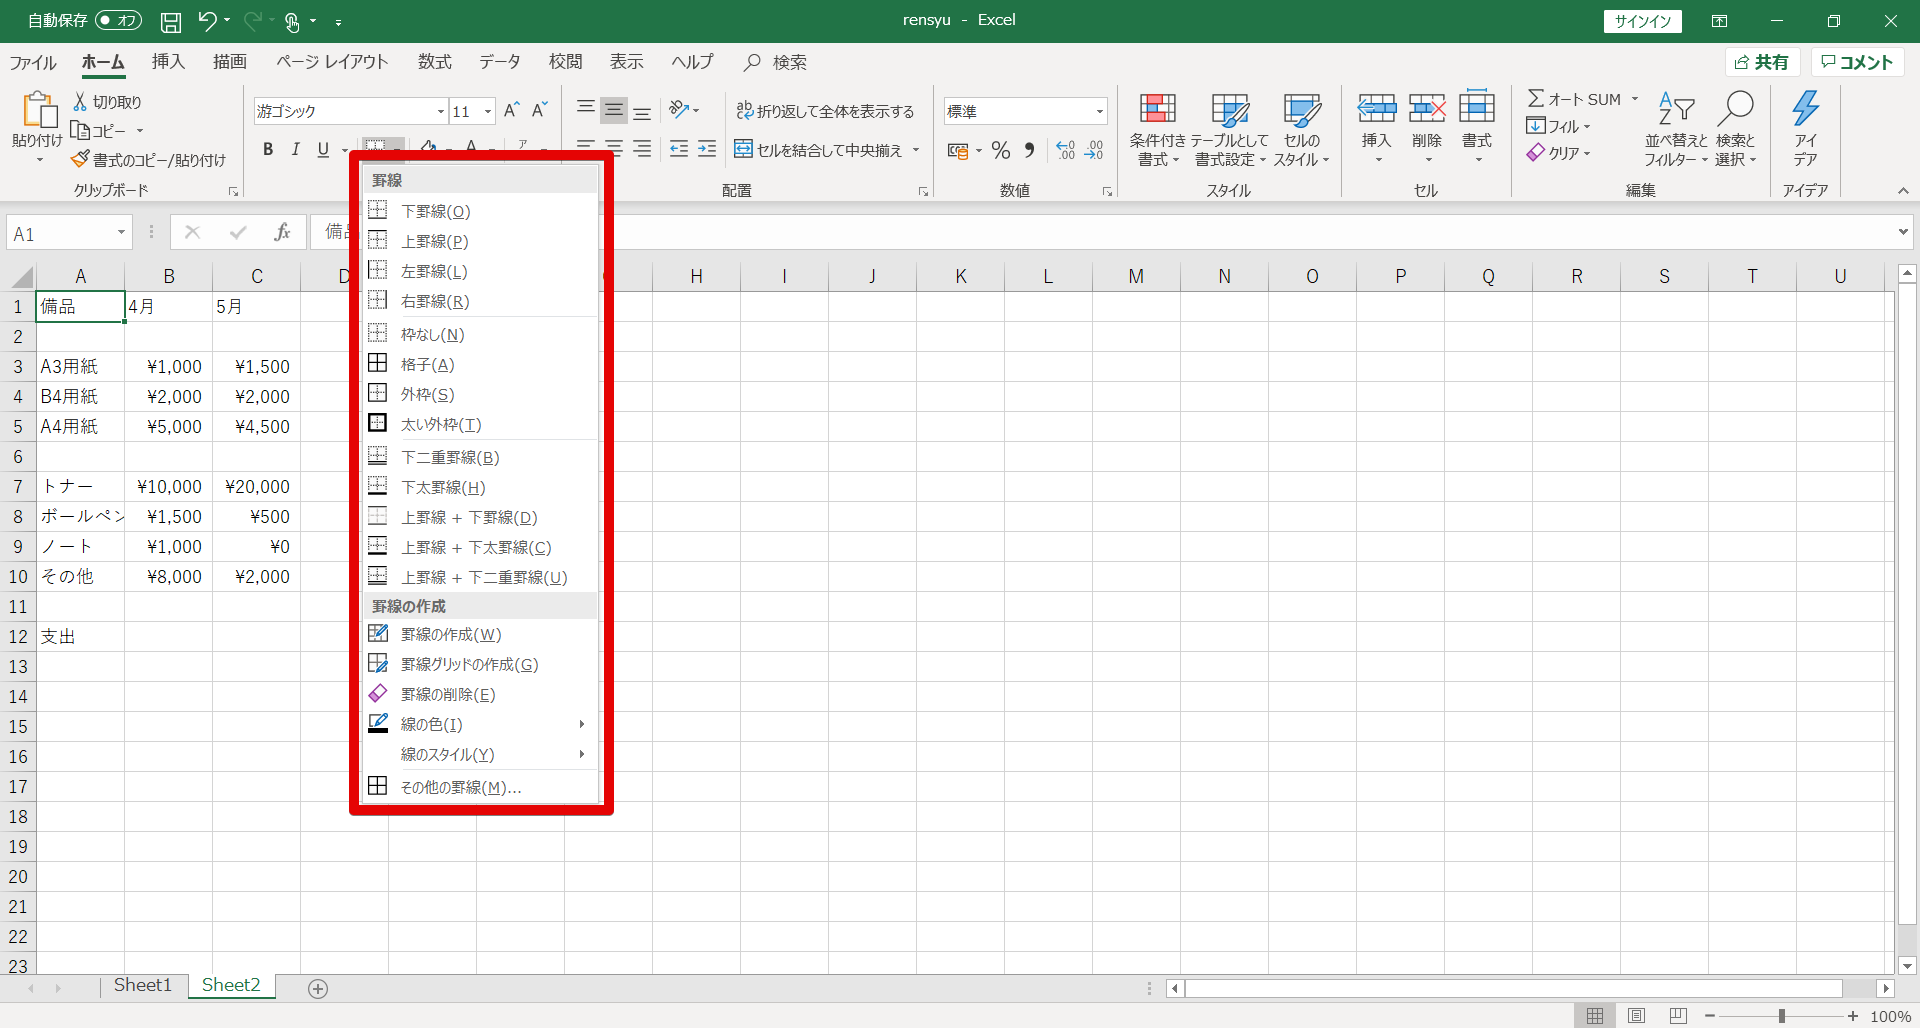 自動保存 オフ
rensyu - Excel
サインイン
ファイル ホーム 挿入 描画 ページ レイアウト 数式 データ 校閲 表示 ヘルプ 検索
共有 コメント
貼り付け
切り取り
コピー
書式のコピー/貼り付け
クリップボード
游ゴシック 11
B I U
折り返して全体を表示する
セルを結合して中央揃え
配置
標準
数値
条件付き
書式
テーブルとして
書式設定
セルの
スタイル
スタイル
挿入 削除 書式
セル
オート SUM
フィル
クリア
並べ替えと
フィルター
検索と
選択
編集
アイ
デア
アイデア
A1
fx
備品
A B C D H I J K L M N O P Q R S T U
1 備品 4月 5月
2
3 A3用紙 ¥1,000 ¥1,500
4 B4用紙 ¥2,000 ¥2,000
5 A4用紙 ¥5,000 ¥4,500
6
7 トナー ¥10,000 ¥20,000
8 ボールペン ¥1,500 ¥500
9 ノート ¥1,000 ¥0
10 その他 ¥8,000 ¥2,000
11
12 支出
13
14
15
16
17
18
19
20
21
22
23
罫線
下罫線(O)
上罫線(P)
左罫線(L)
右罫線(R)
枠なし(N)
格子(A)
外枠(S)
太い外枠(T)
下二重罫線(B)
下太罫線(H)
上罫線 + 下罫線(D)
上罫線 + 下太罫線(C)
上罫線 + 下二重罫線(U)
罫線の作成
罫線の作成(W)
罫線グリッドの作成(G)
罫線の削除(E)
線の色(I)
線のスタイル(Y)
その他の罫線(M)...
Sheet1 Sheet2
100%